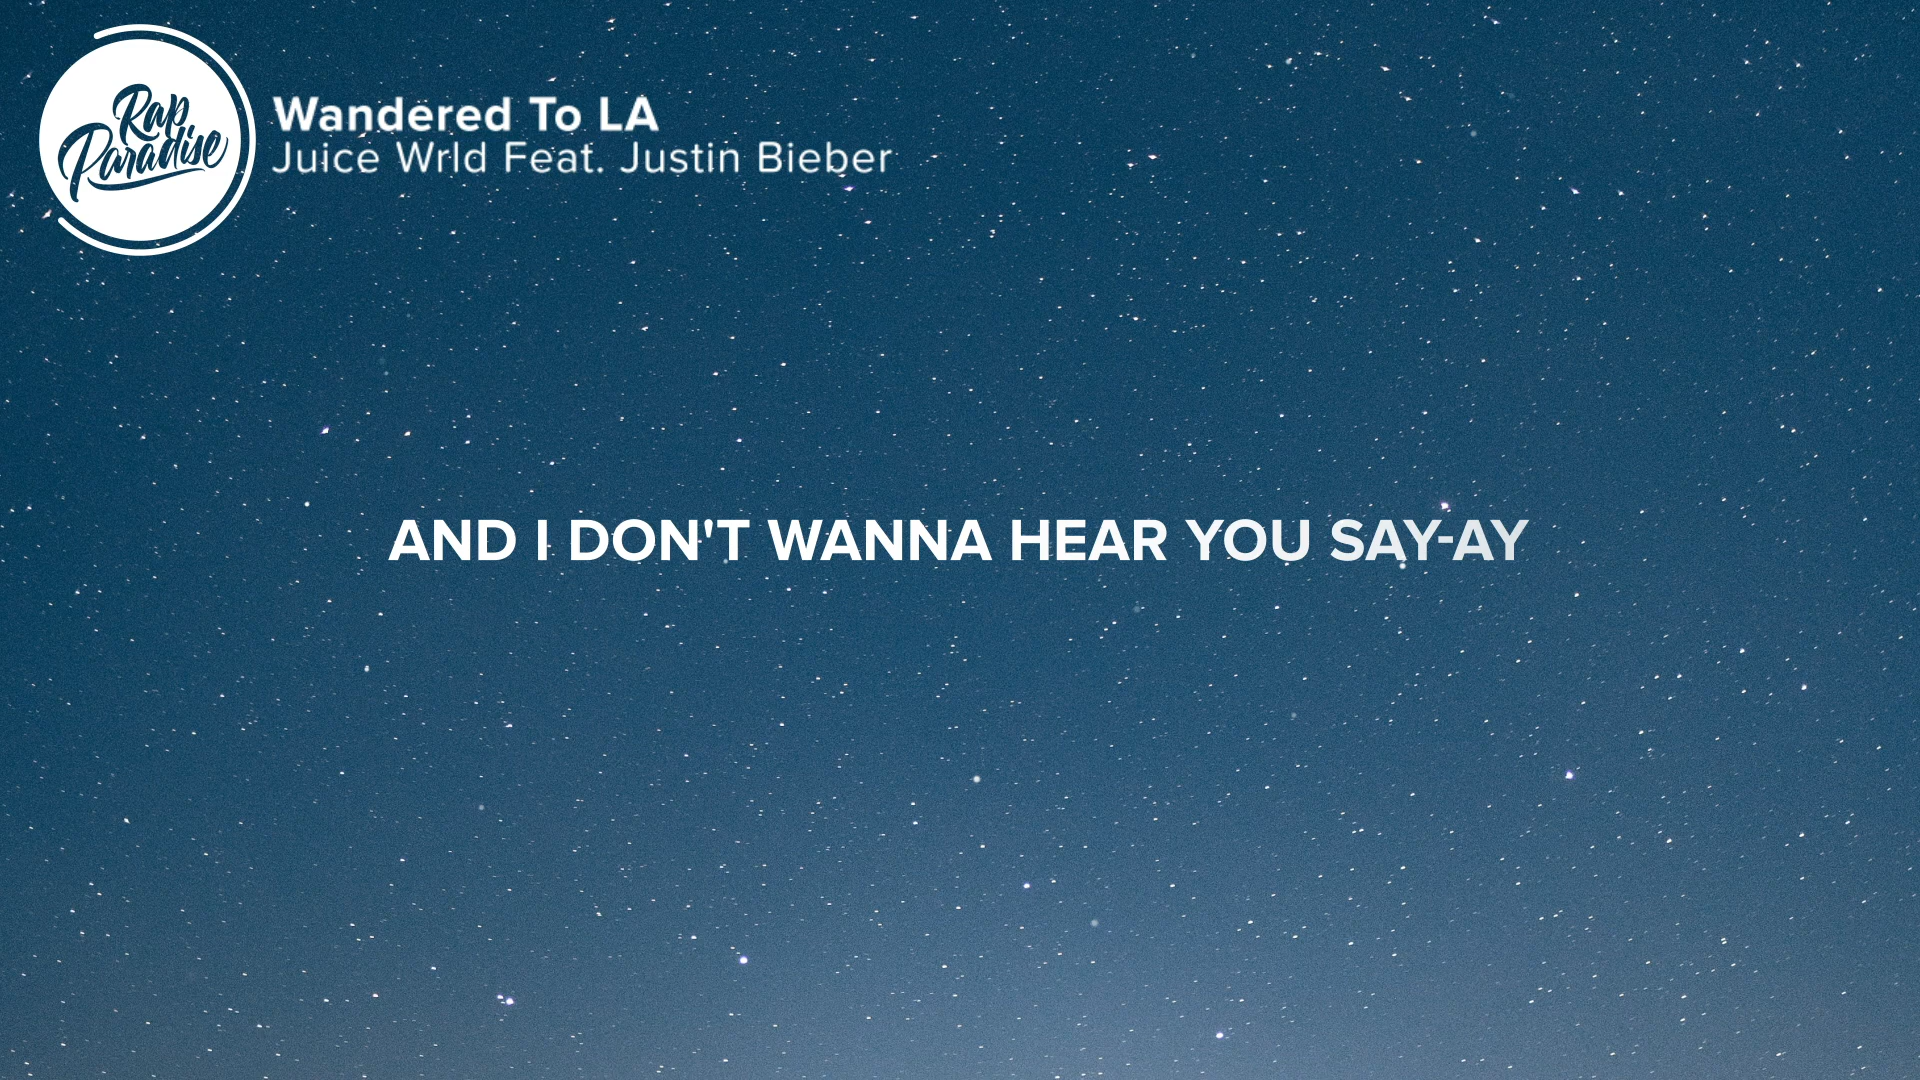 Rap
Paradise
Wandered To LA
Juice Wrld Feat. Justin Bieber
AND I DON'T WANNA HEAR YOU SAY-AY